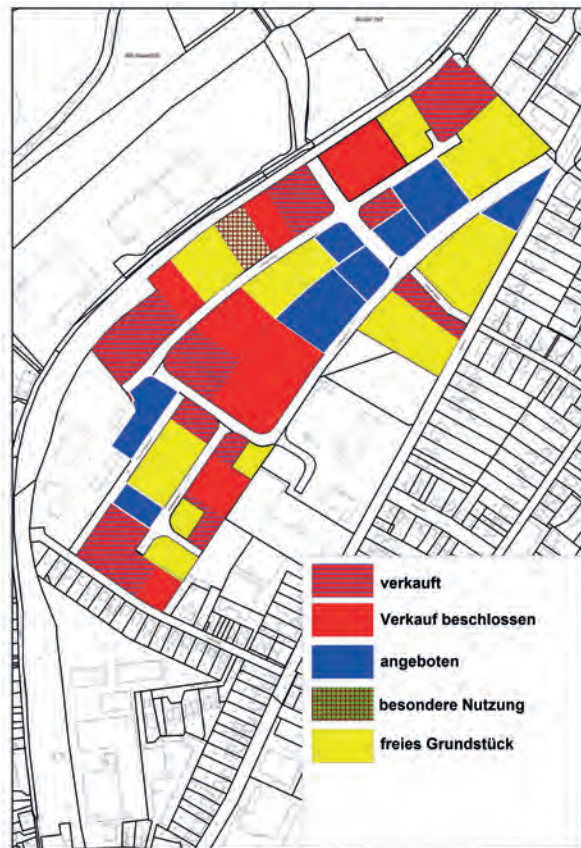 verkauft
Verkauf beschlossen
angeboten
besondere Nutzung
freies Grundstück